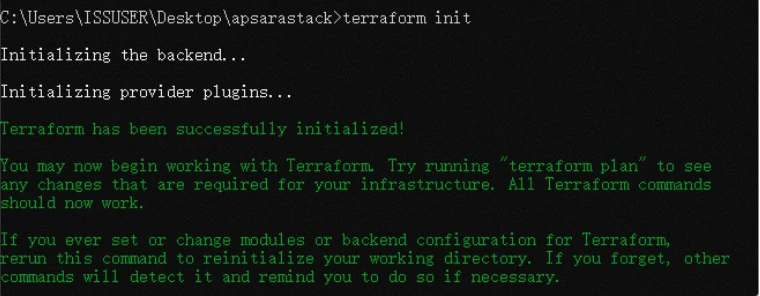 C:\Users\ISSUSER\Desktop\apsarastack>terraform init
Initializing the backend...
Initializing provider plugins...
Terraform has been successfully initialized!
You may now begin working with Terraform. Try running "terraform plan" to see
any changes that are required for your infrastructure. All Terraform commands
should now work.
If you ever set or change modules or backend configuration for Terraform,
rerun this command to reinitialize your working directory. If you forget, other
commands will detect it and remind you to do so if necessary.